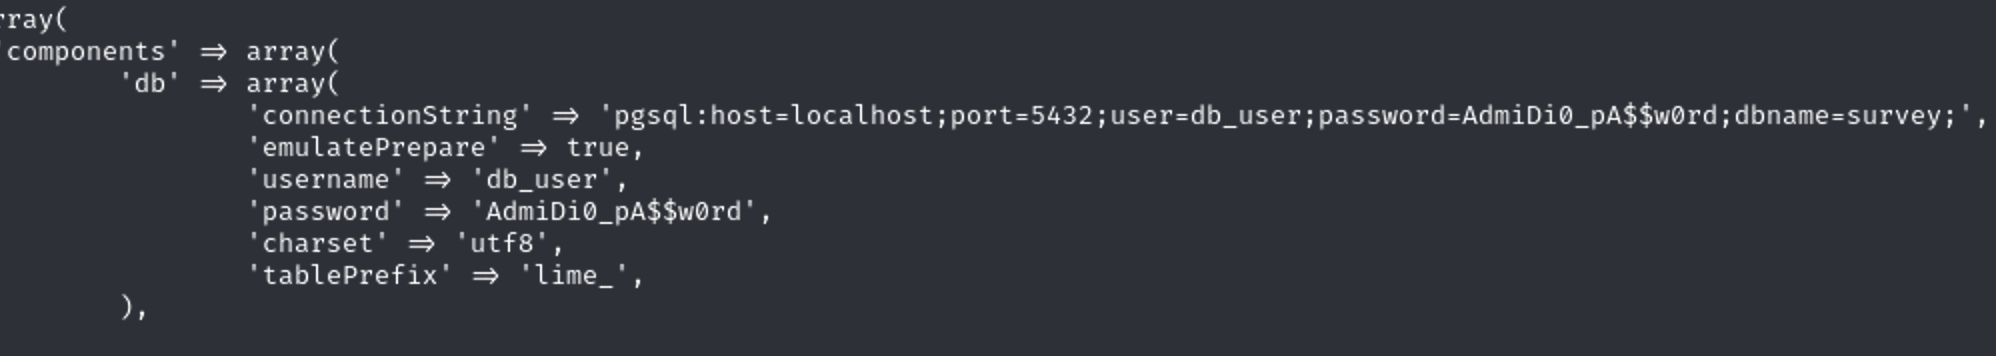 rray(
'components' => array(
'db' => array(
'connectionString' => 'pgsql:host=localhost;port=5432;user=db_user;password=AdmiDi0_pA$$w0rd;dbname=survey;',
'emulatePrepare' => true,
'username' => 'db_user',
'password' => 'AdmiDi0_pA$$w0rd',
'charset' => 'utf8',
'tablePrefix' => 'lime_',
),